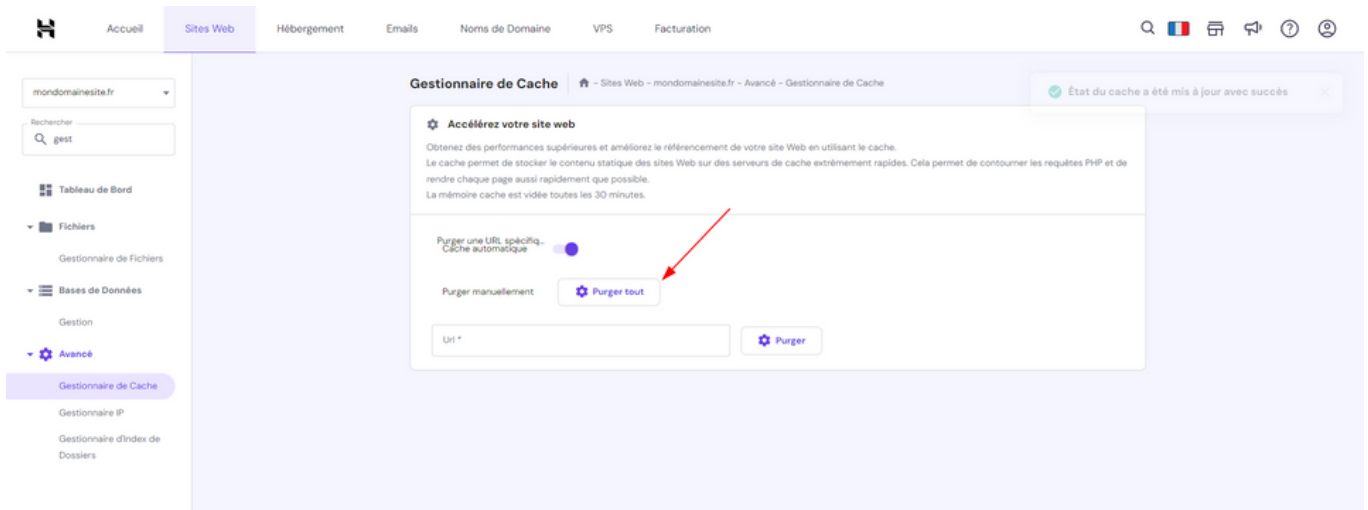 Accueil Sites Web Hébergement Emails Noms de Domaine VPS Facturation
mondomainesite.fr
Rechercher
gest
Tableau de Bord
Fichiers
Gestionnaire de Fichiers
Bases de Données
Gestion
Avancé
Gestionnaire de Cache
Gestionnaire IP
Gestionnaire d'Index de
Dossiers
Gestionnaire de Cache - Sites Web - mondomainesite.fr - Avancé - Gestionnaire de Cache
État du cache a été mis à jour avec succès
Accélérez votre site web
Obtenez des performances supérieures et améliorez le référencement de votre site Web en utilisant le cache.
Le cache permet de stocker le contenu statique des sites Web sur des serveurs de cache extrêmement rapides. Cela permet de contourner les requêtes PHP et de
rendre chaque page aussi rapidement que possible.
La mémoire cache est vidée toutes les 30 minutes.
Purger une URL spécifiq...
Cache automatique
Purger manuellement Purger tout
Url * Purger